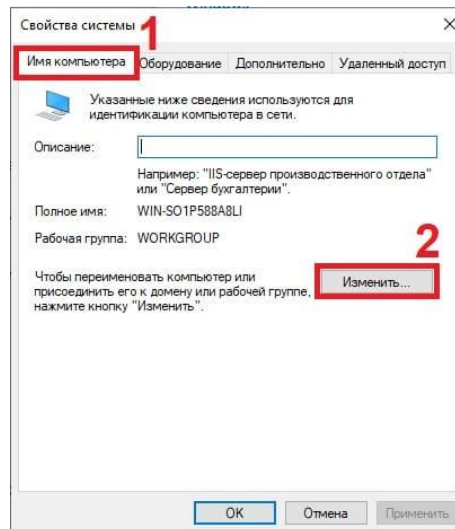 Свойства системы
1
Имя компьютера Оборудование Дополнительно Удаленный доступ
Указанные ниже сведения используются для
идентификации компьютера в сети.
Описание:
Например: "IIS-сервер производственного отдела"
или "Сервер бухгалтерии".
Полное имя: WIN-SO1P588A8LI
Рабочая группа: WORKGROUP
2
Чтобы переименовать компьютер или
присоединить его к домену или рабочей группе,
нажмите кнопку "Изменить".
Изменить...
OK Отмена Применить